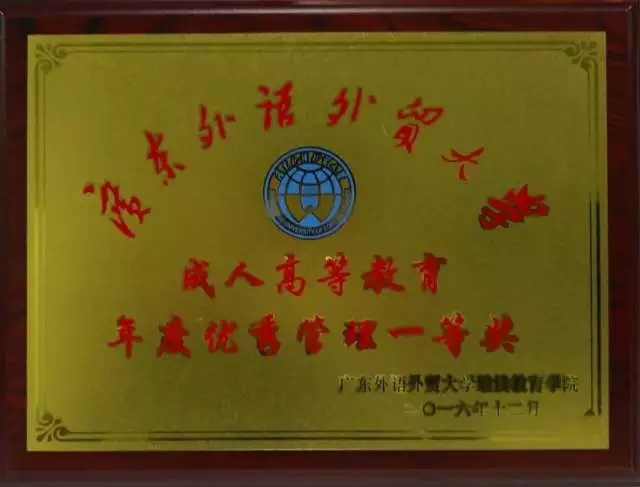 广东外语外贸大学
成人高等教育
年度优秀管理一等奖
广东外语外贸大学继续教育学院
二〇一六年十二月